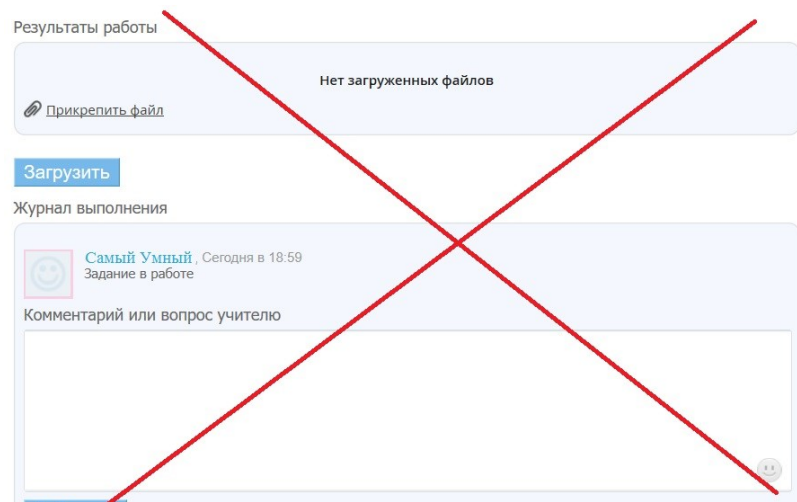 Результаты работы
Нет загруженных файлов
Прикрепить файл
Загрузить
Журнал выполнения
Самый Умный, Сегодня в 18:59
Задание в работе
Комментарий или вопрос учителю